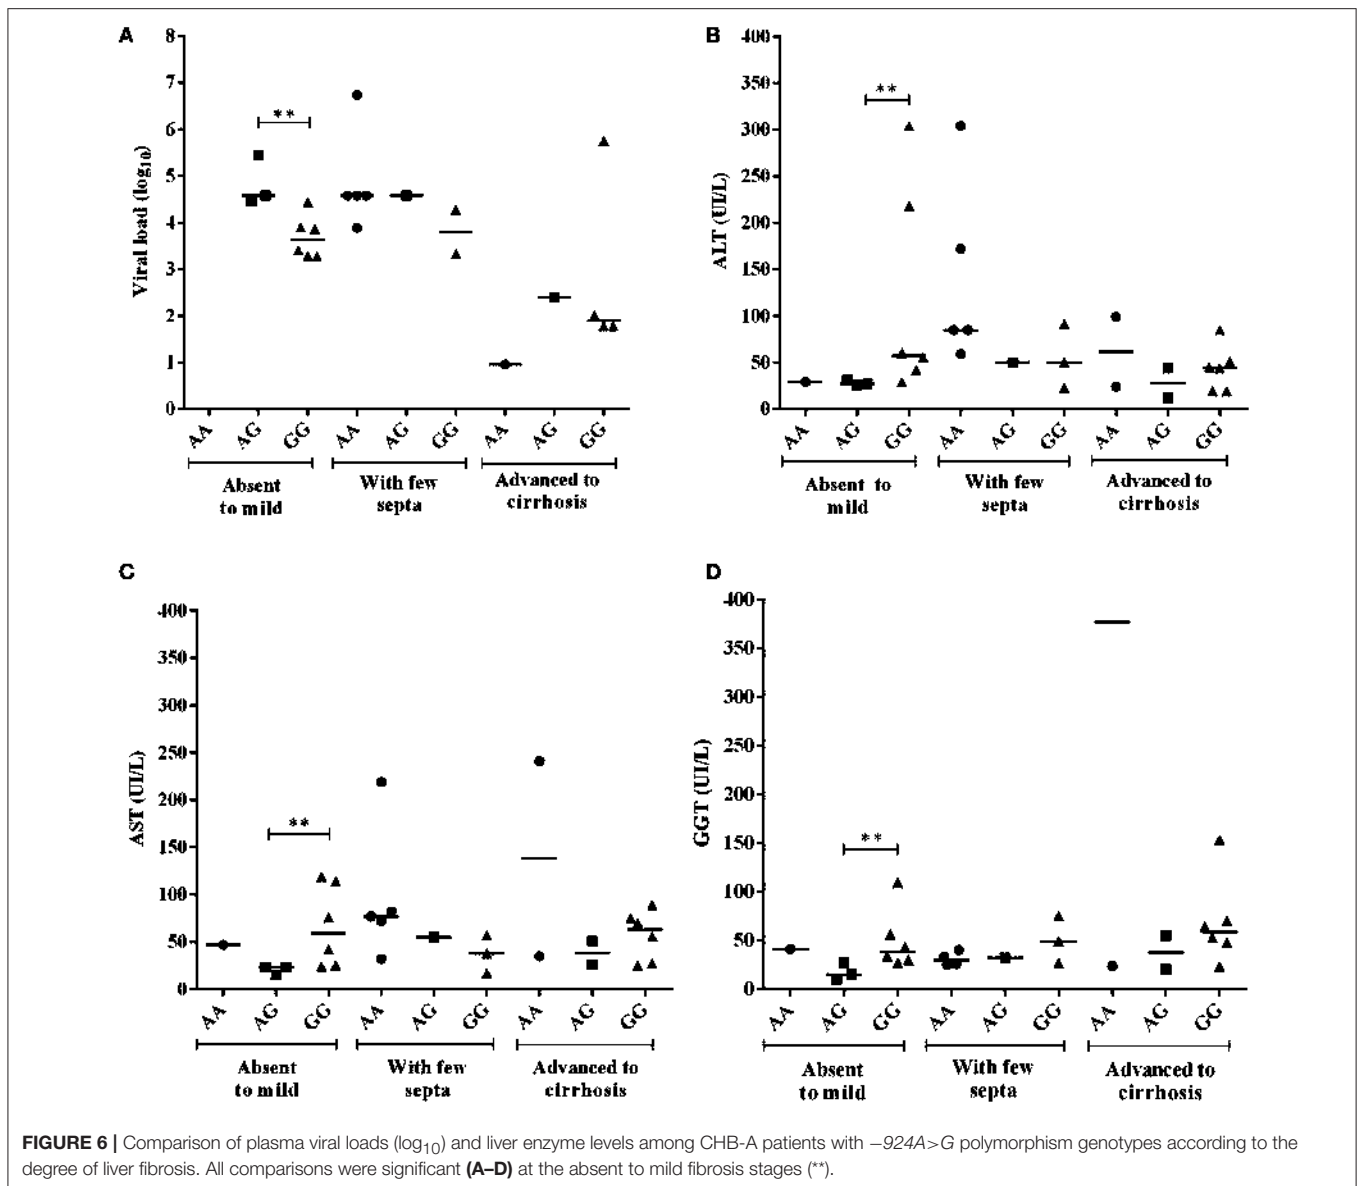 A
8
7
6
5
4
3
2
1
0
Viral load (log10)
**
AA AG GG AA AG GG AA AG GG
Absent to mild
With few septa
Advanced to cirrhosis
B
400
350
300
250
200
150
100
50
0
ALT (UI/L)
**
AA AG GG AA AG GG AA AG GG
Absent to mild
With few septa
Advanced to cirrhosis
C
400
350
300
250
200
150
100
50
0
AST (UI/L)
**
AA AG GG AA AG GG AA AG GG
Absent to mild
With few septa
Advanced to cirrhosis
D
400
350
300
250
200
150
100
50
0
GGT (UI/L)
**
AA AG GG AA AG GG AA AG GG
Absent to mild
With few septa
Advanced to cirrhosis
FIGURE 6 | Comparison of plasma viral loads (log10) and liver enzyme levels among CHB-A patients with −924A>G polymorphism genotypes according to the
degree of liver fibrosis. All comparisons were significant (A–D) at the absent to mild fibrosis stages (**).